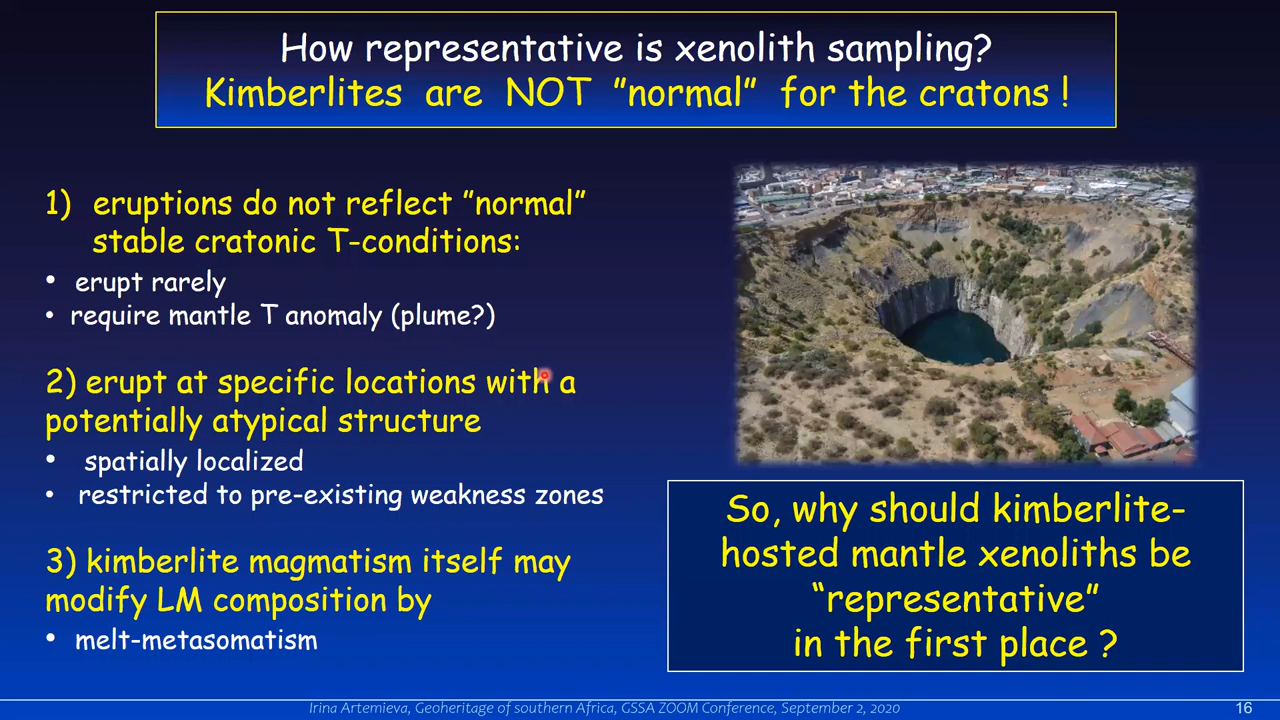 How representative is xenolith sampling?
Kimberlites are NOT ”normal” for the cratons !
1) eruptions do not reflect ”normal”
stable cratonic T-conditions:
• erupt rarely
• require mantle T anomaly (plume?)
2) erupt at specific locations with a
potentially atypical structure
• spatially localized
• restricted to pre-existing weakness zones
3) kimberlite magmatism itself may
modify LM composition by
• melt-metasomatism
So, why should kimberlite-
hosted mantle xenoliths be
“representative”
in the first place ?
Irina Artemieva, Geoheritage of southern Africa, GSSA ZOOM Conference, September 2, 2020
16